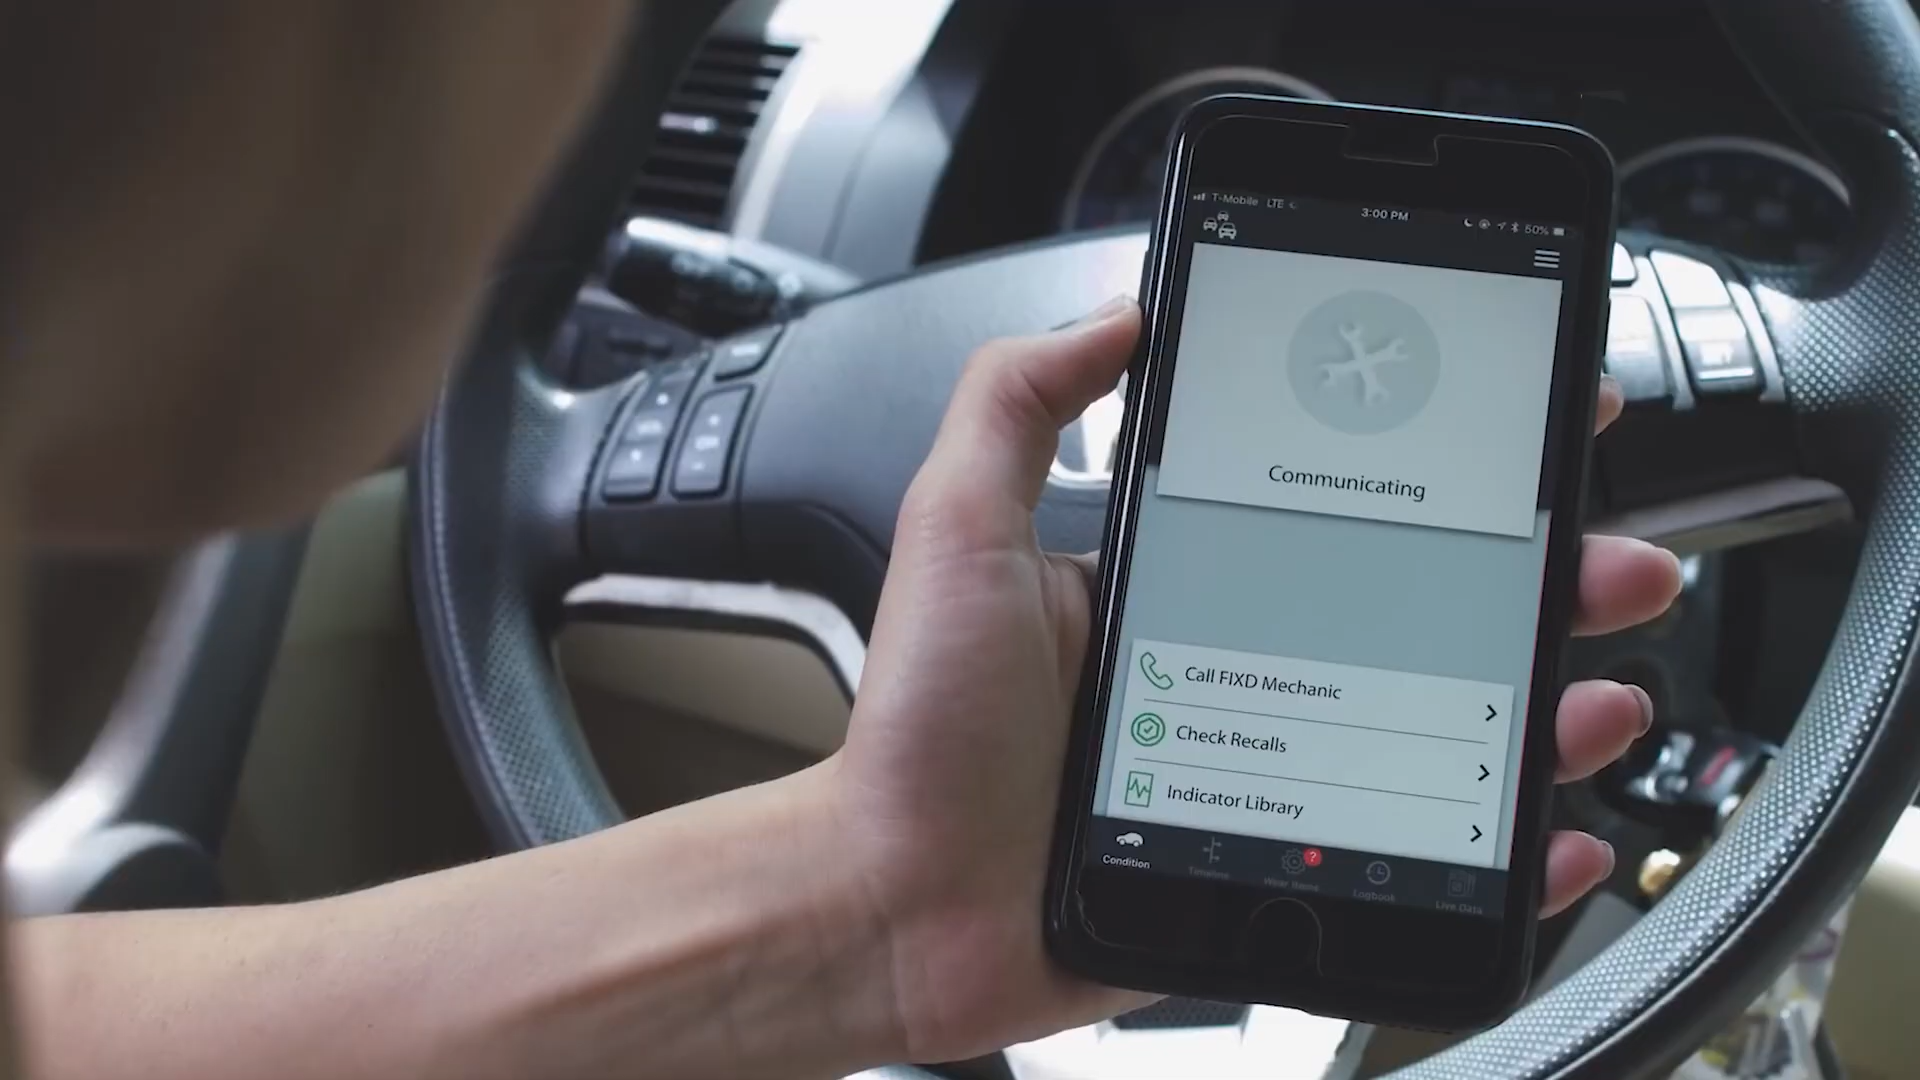 T-Mobile LTE 3:00 PM 50%
Communicating
Call FIXD Mechanic
Check Recalls
Indicator Library
?
Condition Timeline Wear Items Logbook Live Data